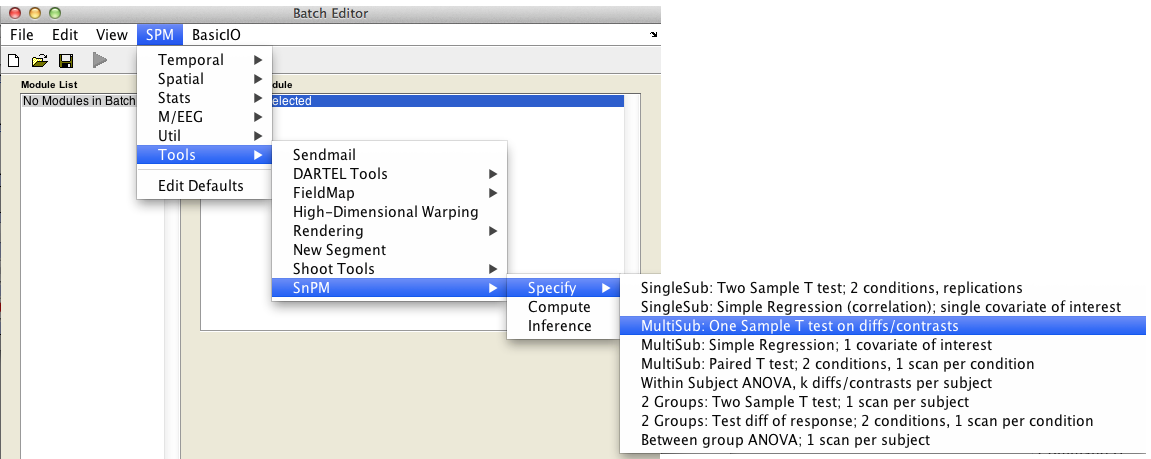 Batch Editor
File Edit View SPM BasicIO
Temporal
Spatial
Module List
dule
Stats
No Modules in Batch
elected
M/EEG
Util
Tools
Edit Defaults
Sendmail
DARTEL Tools
FieldMap
High-Dimensional Warping
Rendering
New Segment
Shoot Tools
SnPM
Specify
Compute
Inference
SingleSub: Two Sample T test; 2 conditions, replications
SingleSub: Simple Regression (correlation); single covariate of interest
MultiSub: One Sample T test on diffs/contrasts
MultiSub: Simple Regression; 1 covariate of interest
MultiSub: Paired T test; 2 conditions, 1 scan per condition
Within Subject ANOVA, k diffs/contrasts per subject
2 Groups: Two Sample T test; 1 scan per subject
2 Groups: Test diff of response; 2 conditions, 1 scan per condition
Between group ANOVA; 1 scan per subject